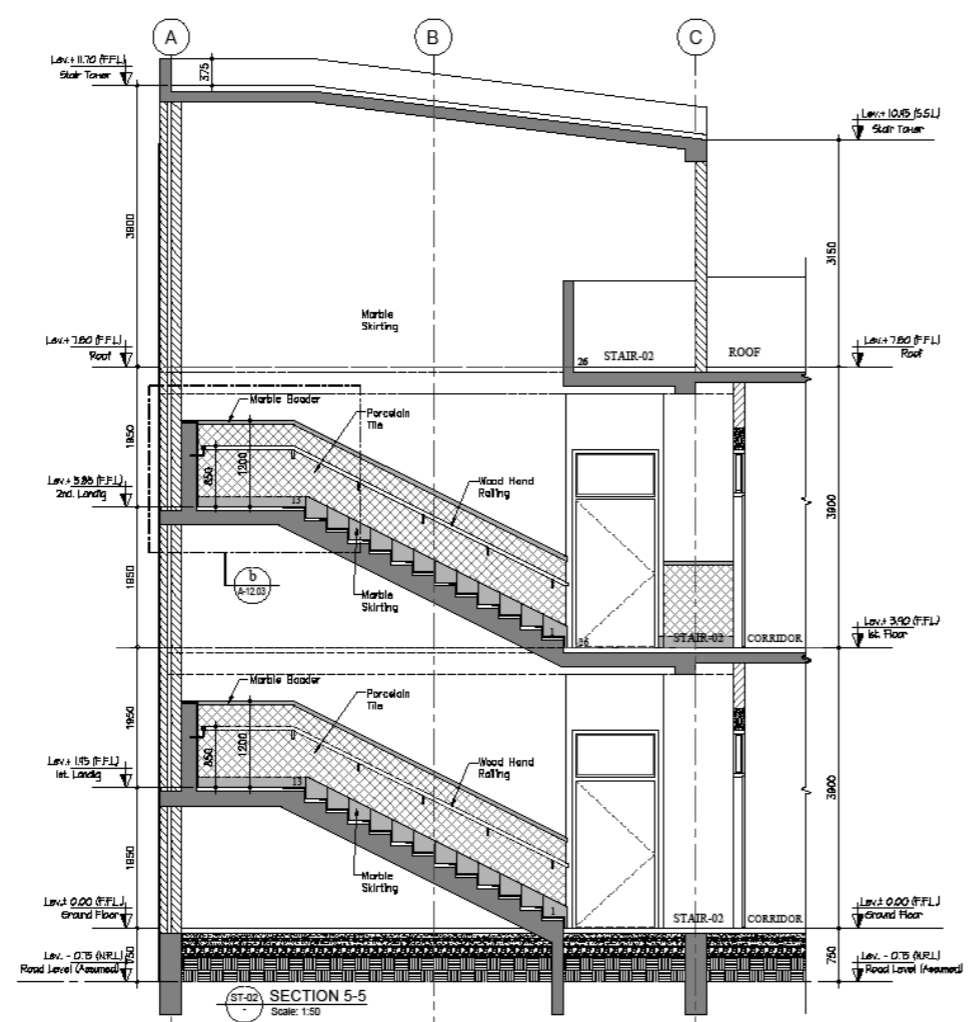 A
B
C
Lev.+ 11.70 (F.F.L)
Stair Tower
375
Lev.+ 10.95 (S.S.L)
Stair Tower
3900
3150
Marble
Skirting
Lev.+ 7.80 (F.F.L)
Roof
26
STAIR-02
ROOF
Lev.+ 7.80 (F.F.L)
Roof
Marble Boader
Porcelain
Tile
1950
850
1200
Wood Hand
Railing
Lev.+ 5.85 (F.F.L)
2nd. Landig
13
3900
b
A-12.03
1950
Marble
Skirting
1
26
STAIR-02
CORRIDOR
Lev.+ 3.90 (F.F.L)
1st. Floor
Marble Boader
Porcelain
Tile
1950
850
1200
Wood Hand
Railing
Lev.+ 1.95 (F.F.L)
1st. Landig
13
3900
1950
Marble
Skirting
1
STAIR-02
CORRIDOR
Lev.± 0.00 (F.F.L)
Ground Floor
Lev.± 0.00 (F.F.L)
Ground Floor
750
Lev. - 0.75 (N.R.L)
Road Level (Assumed)
750
Lev. - 0.75 (N.R.L)
Road Level (Assumed)
ST-02
-
SECTION 5-5
Scale: 1:50